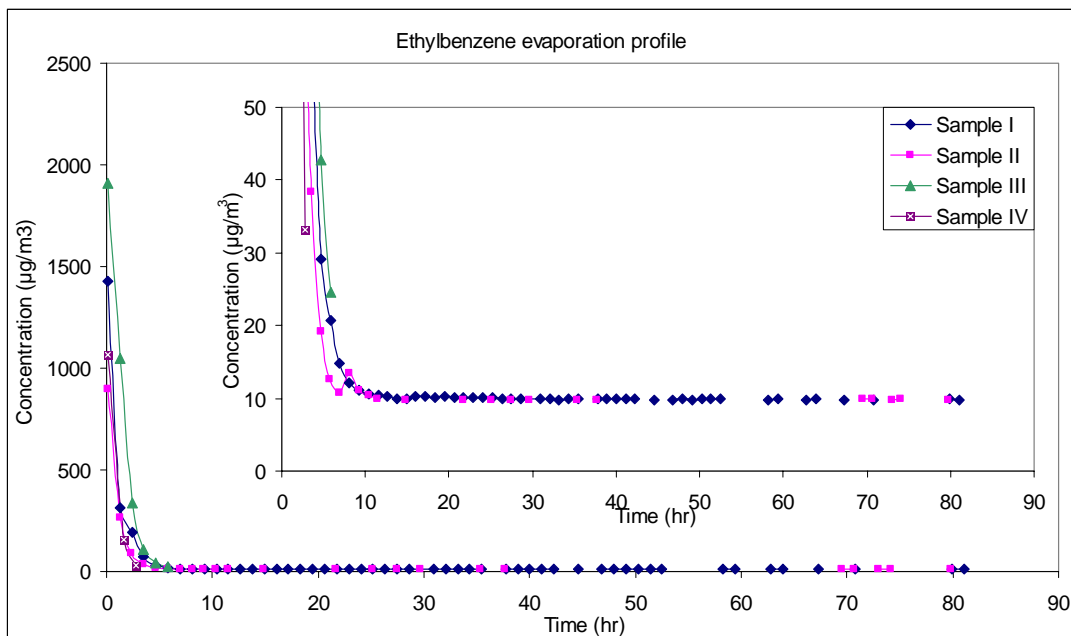 Ethylbenzene evaporation profile
2500
2000
1500
1000
500
0
Concentration (µg/m3)
0 10 20 30 40 50 60 70 80 90
Time (hr)
50
40
30
20
10
0
Concentration (µg/m³)
0 10 20 30 40 50 60 70 80 90
Time (hr)
Sample I
Sample II
Sample III
Sample IV